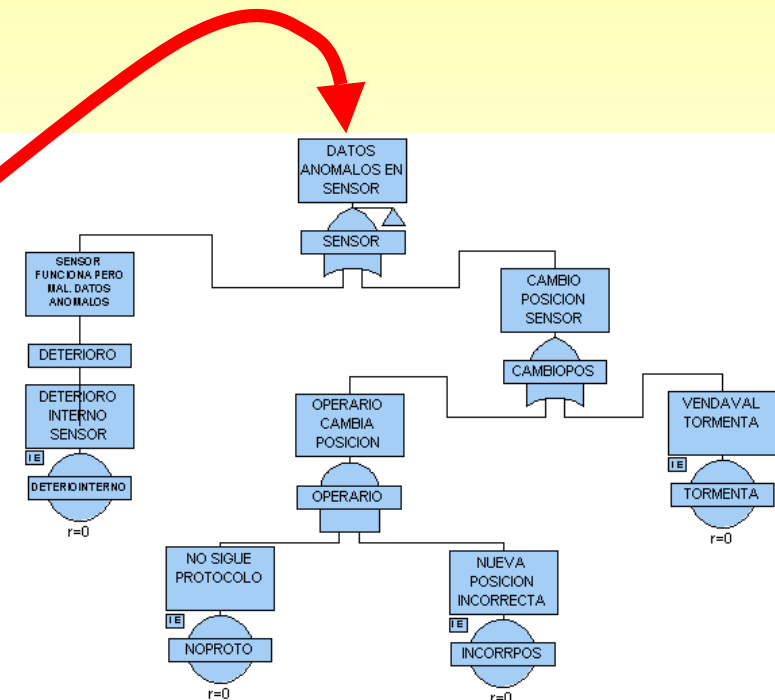 DATOS
ANOMALOS EN
SENSOR
SENSOR
SENSOR
FUNCIONA PERO
MAL. DATOS
ANOMALOS
CAMBIO
POSICION
SENSOR
DETERIORO
CAMBIOPOS
DETERIORO
INTERNO
SENSOR
OPERARIO
CAMBIA
POSICION
VENDAVAL
TORMENTA
IE
IE
DETERIOINTERNO
OPERARIO
TORMENTA
r=0
r=0
NO SIGUE
PROTOCOLO
NUEVA
POSICION
INCORRECTA
IE
IE
NOPROTO
INCORRPOS
r=0
r=0